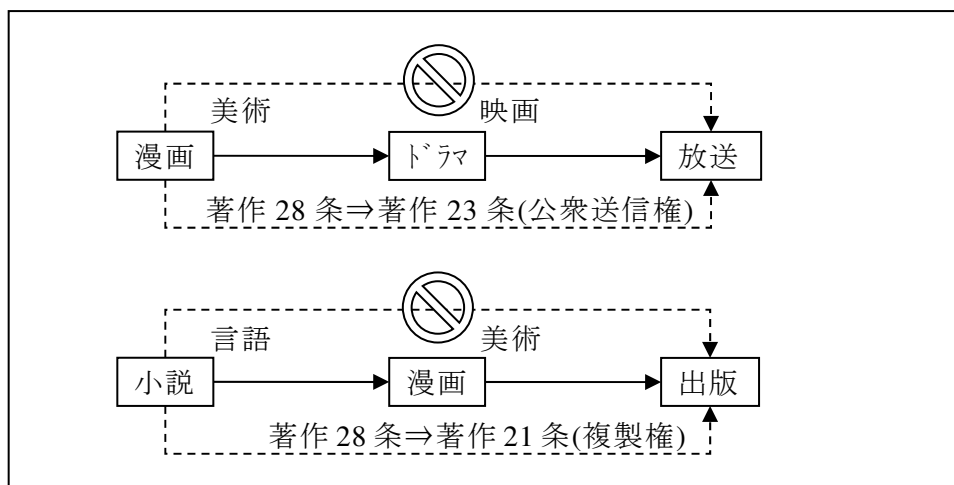 美術 映画
漫画 ﾄﾞﾗﾏ 放送
著作 28 条⇒著作 23 条(公衆送信権)
言語 美術
小説 漫画 出版
著作 28 条⇒著作 21 条(複製権)